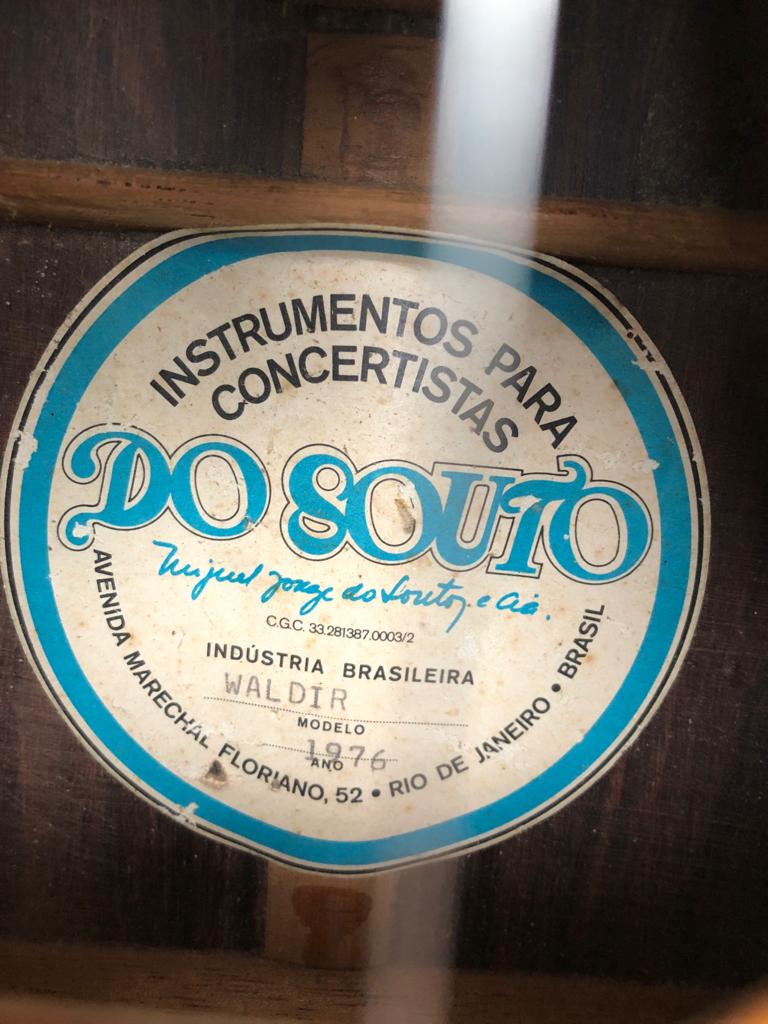 INSTRUMENTOS PARA
CONCERTISTAS
DO SOUTO
Miguel Jorge do Souto, e Cia.
C.G.C. 33.281387.0003/2
INDÚSTRIA BRASILEIRA
WALDIR
MODELO
1976
ANO
AVENIDA MARECHAL FLORIANO, 52 • RIO DE JANEIRO • BRASIL